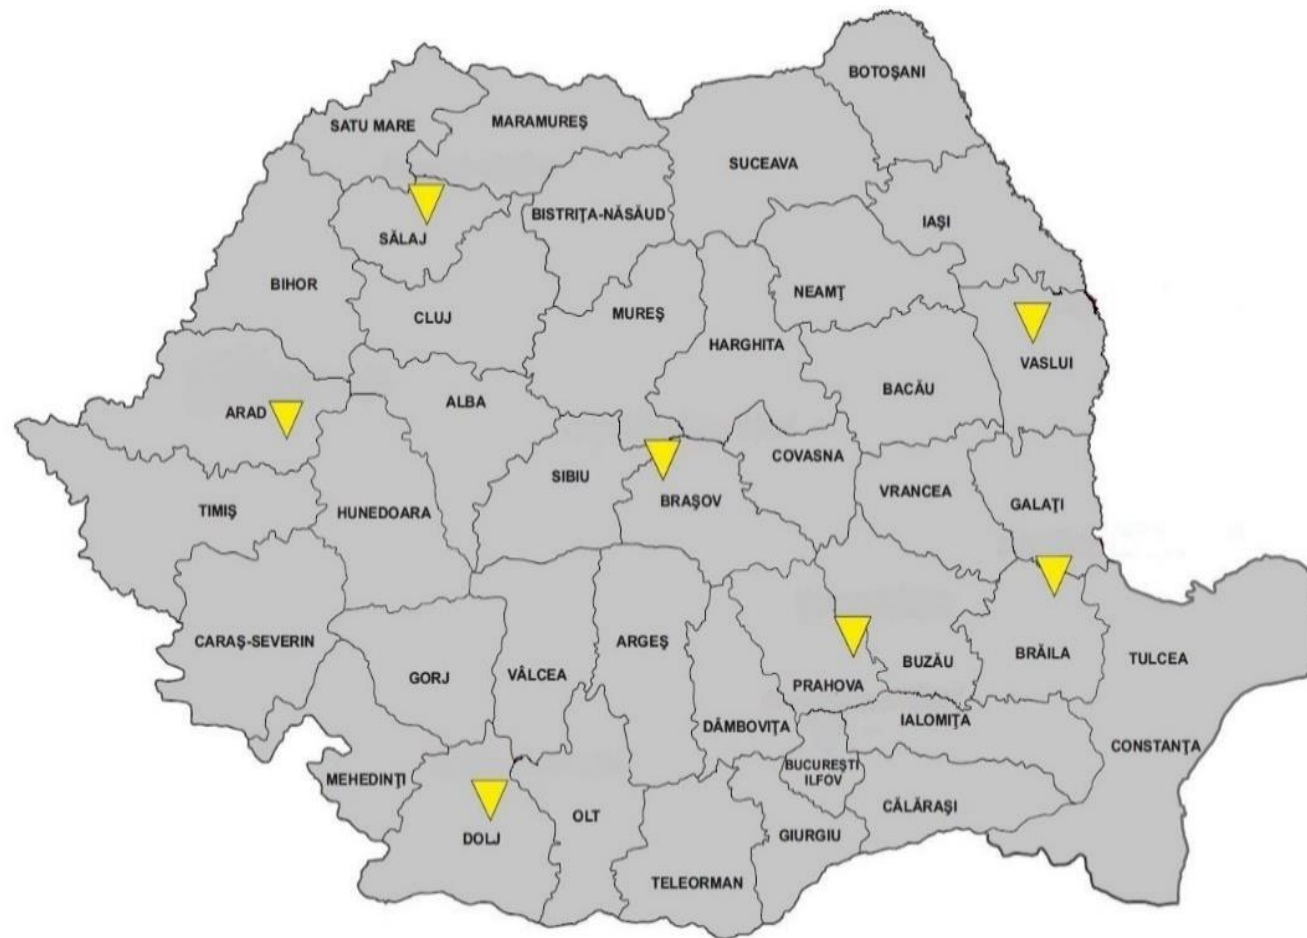 BOTOŞANI
SATU MARE
MARAMUREŞ
SUCEAVA
BISTRIŢA-NĂSĂUD
IAŞI
SĂLAJ
BIHOR
NEAMŢ
CLUJ
MUREŞ
HARGHITA
VASLUI
BACĂU
ALBA
ARAD
COVASNA
SIBIU
VRANCEA
BRAŞOV
GALAŢI
TIMIŞ
HUNEDOARA
CARAŞ-SEVERIN
ARGEŞ
BRĂILA
TULCEA
BUZĂU
VÂLCEA
GORJ
PRAHOVA
IALOMIŢA
DÂMBOVIŢA
CONSTANŢA
BUCUREŞTI
ILFOV
MEHEDINŢI
CĂLĂRAŞI
OLT
GIURGIU
DOLJ
TELEORMAN